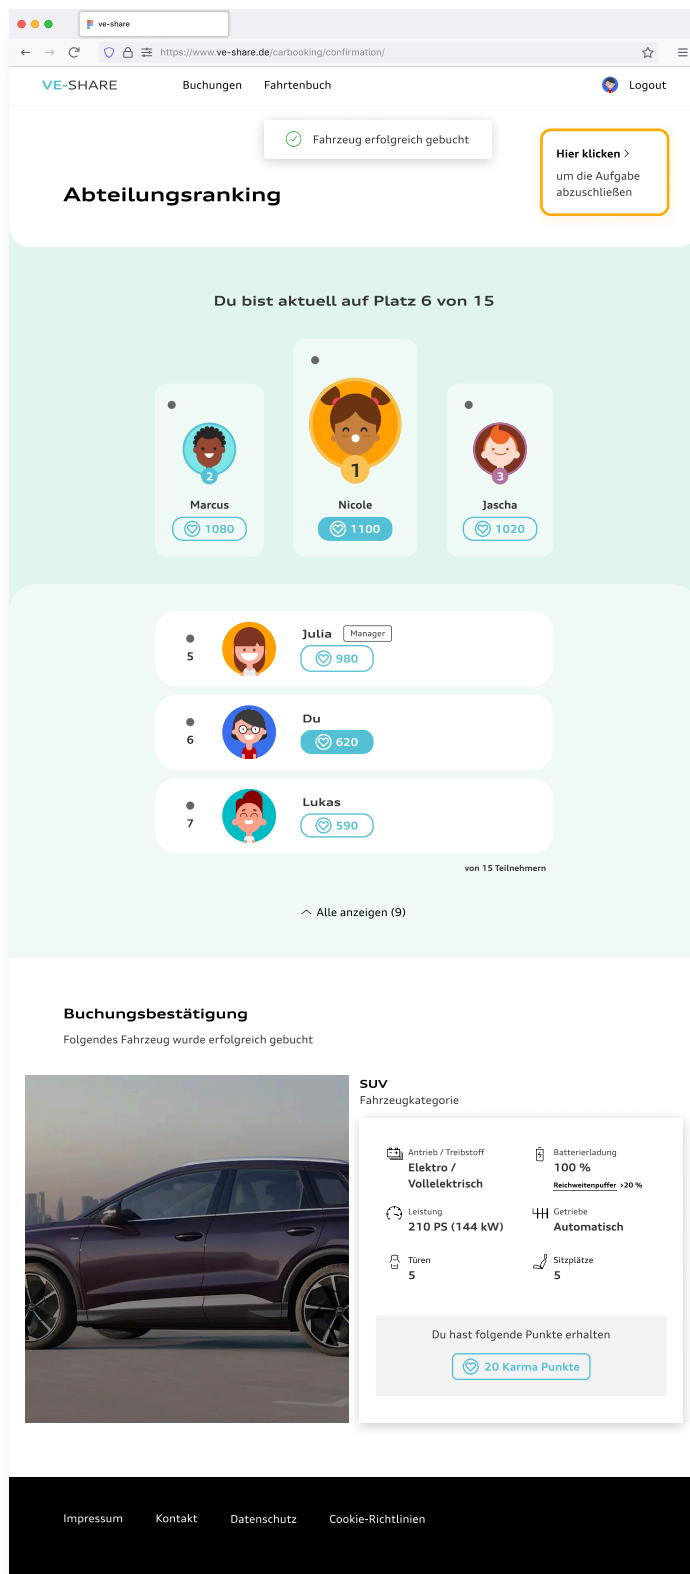 ve-share
https://www.ve-share.de/carbooking/confirmation/
VE-SHARE
Buchungen
Fahrtenbuch
Logout
Fahrzeug erfolgreich gebucht
Hier klicken >
um die Aufgabe
abzuschließen
Abteilungsranking
Du bist aktuell auf Platz 6 von 15
2
Marcus
1080
1
Nicole
1100
3
Jascha
1020
5
Julia
Manager
980
6
Du
620
7
Lukas
590
von 15 Teilnehmern
Alle anzeigen (9)
Buchungsbestätigung
Folgendes Fahrzeug wurde erfolgreich gebucht
SUV
Fahrzeugkategorie
Antrieb / Treibstoff
Elektro /
Vollelektrisch
Batterierladung
100 %
Reichweitenpuffer >20 %
Leistung
210 PS (144 kW)
Getriebe
Automatisch
Türen
5
Sitzplätze
5
Du hast folgende Punkte erhalten
20 Karma Punkte
Impressum
Kontakt
Datenschutz
Cookie-Richtlinien